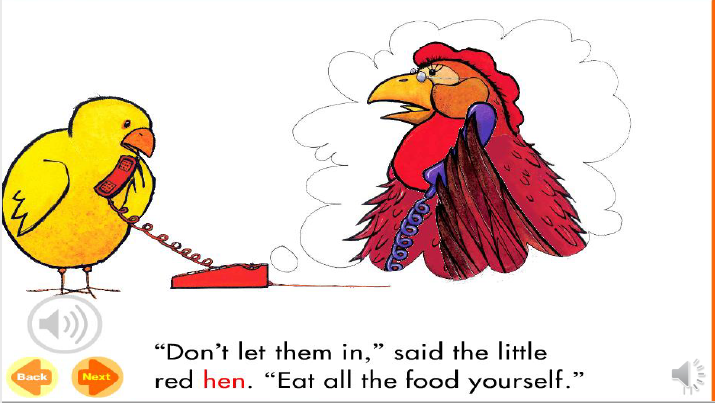 “Don’t let them in,” said the little
red hen. “Eat all the food yourself.”
Back
Next